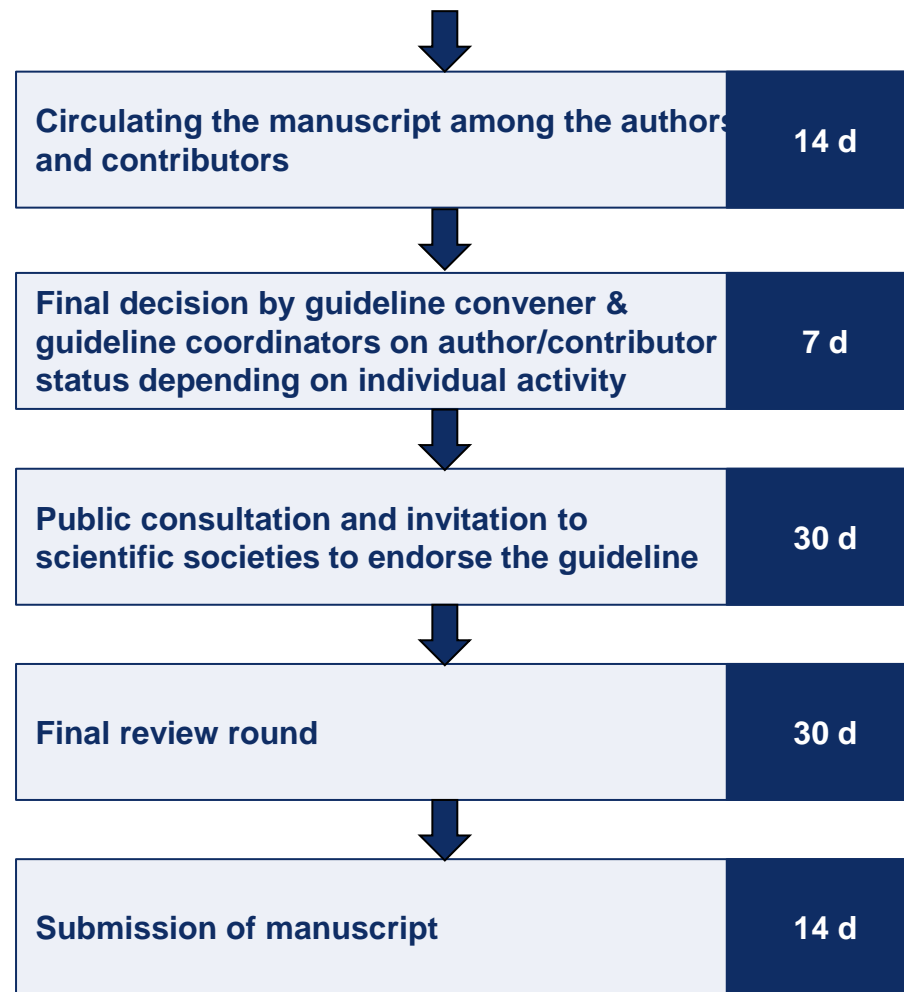 Circulating the manuscript among the authors
and contributors
14 d
Final decision by guideline convener &
guideline coordinators on author/contributor
status depending on individual activity
7 d
Public consultation and invitation to
scientific societies to endorse the guideline
30 d
Final review round
30 d
Submission of manuscript
14 d